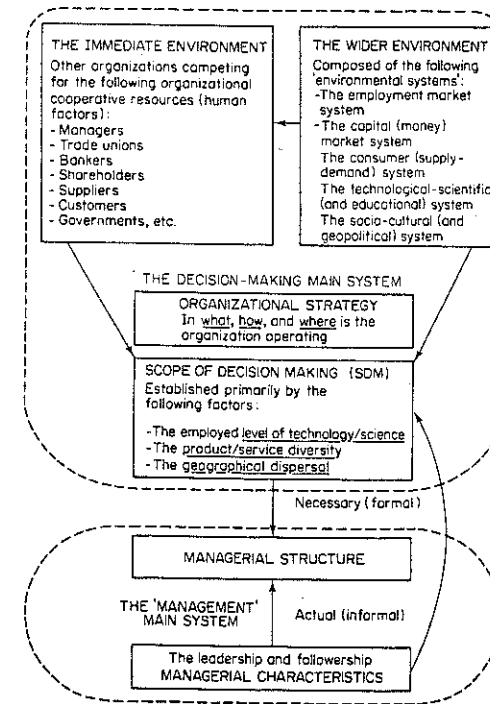 THE IMMEDIATE ENVIRONMENT
Other organizations competing
for the following organizational
cooperative resources (human
factors):
- Managers
- Trade unions
- Bankers
- Shareholders
- Suppliers
- Customers
- Governments, etc.
THE WIDER ENVIRONMENT
Composed of the following
'environmental systems':
-The employment market
system
-The capital (money)
market system
The consumer (supply-
demand) system
The technological-scientific
(and educational) system
The socio-cultural (and
geopolitical) system
THE DECISION-MAKING MAIN SYSTEM
ORGANIZATIONAL STRATEGY
In what, how, and where is the
organization operating
SCOPE OF DECISION MAKING (SDM)
Established primarily by the
following factors:
-The employed level of technology/science
-The product/service diversity
-The geographical dispersal
Necessary (formal)
MANAGERIAL STRUCTURE
THE 'MANAGEMENT'
MAIN SYSTEM
Actual (informal)
The leadership and followership
MANAGERIAL CHARACTERISTICS